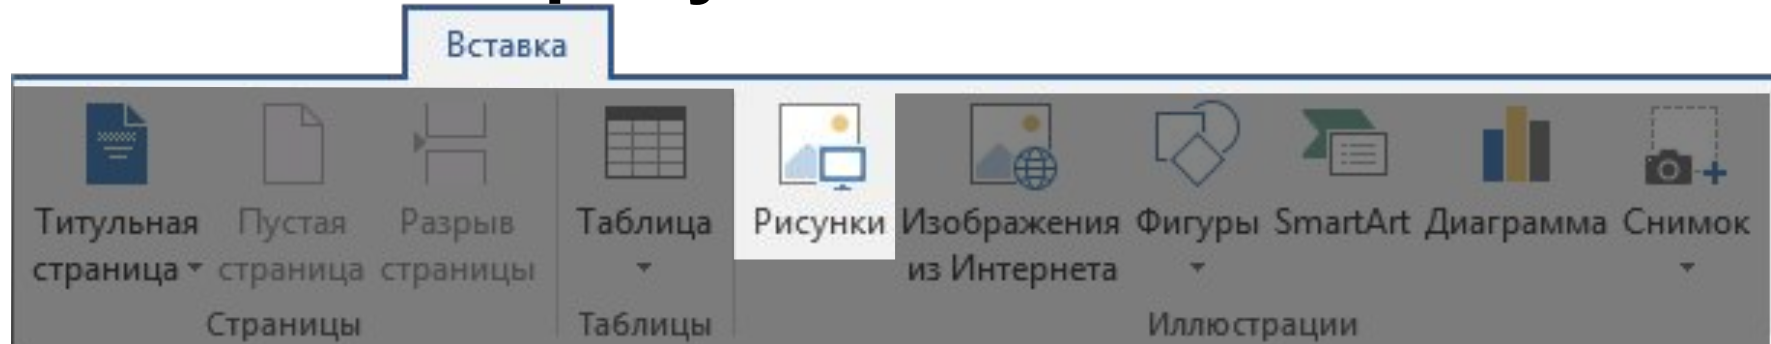 Вставка
Титульная страница
Пустая страница
Разрыв страницы
Таблица
Рисунки
Изображения из Интернета
Фигуры
SmartArt
Диаграмма
Снимок
Страницы
Таблицы
Иллюстрации